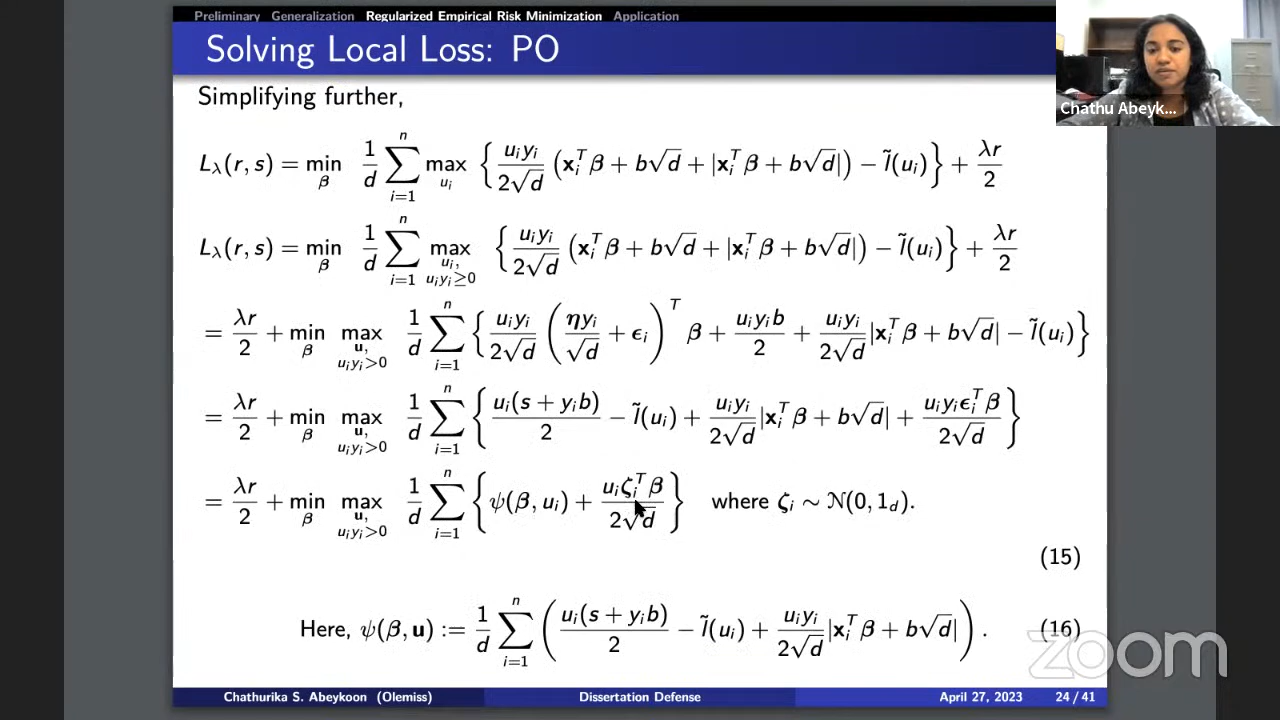 Preliminary Generalization Regularized Empirical Risk Minimization Application
Solving Local Loss: PO
Chathu Abeyk...
Simplifying further,
L_λ(r, s) = min_β 1/d ∑_{i=1}^n max_{u_i} { u_i y_i / 2√d (x_i^T β + b√d + |x_i^T β + b√d|) − l̃(u_i) } + λr/2
L_λ(r, s) = min_β 1/d ∑_{i=1}^n max_{u_i, u_i y_i ≥ 0} { u_i y_i / 2√d (x_i^T β + b√d + |x_i^T β + b√d|) − l̃(u_i) } + λr/2
= λr/2 + min_β max_{u, u_i y_i > 0} 1/d ∑_{i=1}^n { u_i y_i / 2√d (η y_i / √d + ϵ_i)^T β + u_i y_i b / 2 + u_i y_i / 2√d |x_i^T β + b√d| − l̃(u_i) }
= λr/2 + min_β max_{u, u_i y_i > 0} 1/d ∑_{i=1}^n { u_i(s + y_i b) / 2 − l̃(u_i) + u_i y_i / 2√d |x_i^T β + b√d| + u_i y_i ϵ_i^T β / 2√d }
= λr/2 + min_β max_{u, u_i y_i > 0} 1/d ∑_{i=1}^n { ψ(β, u_i) + u_i ζ_i^T β / 2√d } where ζ_i ∼ N(0, 1_d).
(15)
Here, ψ(β, u) := 1/d ∑_{i=1}^n ( u_i(s + y_i b) / 2 − l̃(u_i) + u_i y_i / 2√d |x_i^T β + b√d| ). (16)
zoom
Chathurika S. Abeykoon (Olemiss) Dissertation Defense April 27, 2023 24 / 41